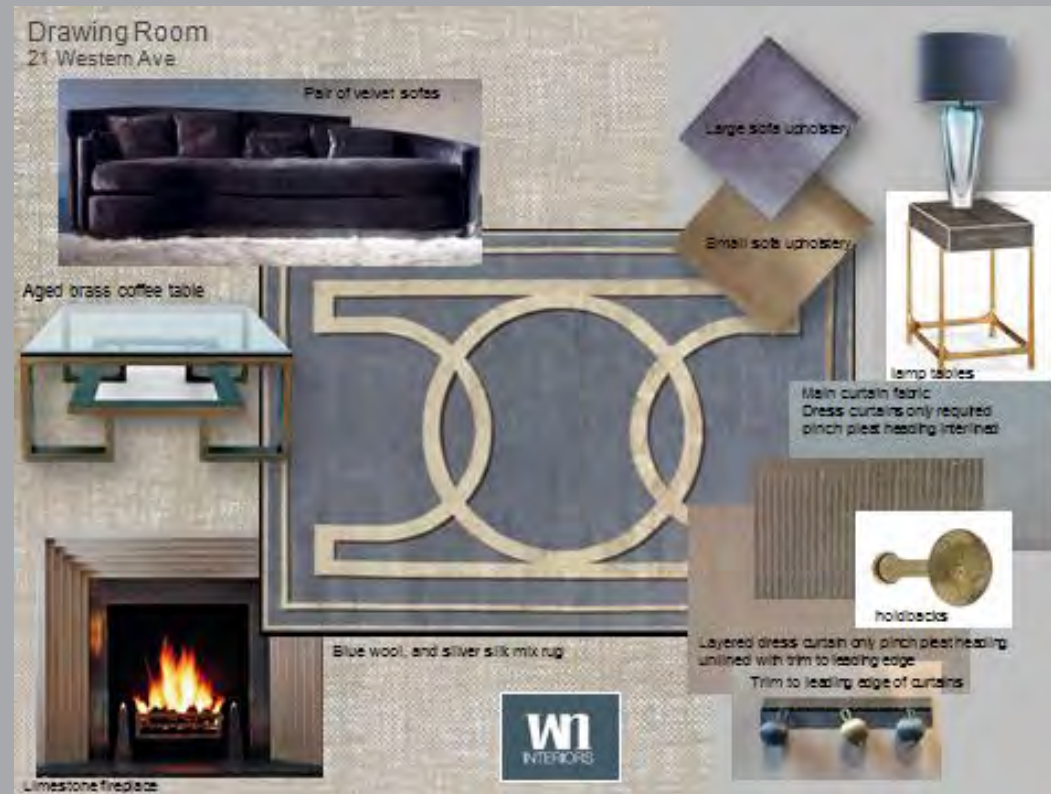 Drawing Room
21 Western Ave
Pair of velvet sofas
Large sofa upholstery
Small sofa upholstery
Aged brass coffee table
lamp tables
Main curtain fabric
Dress curtains only required
pinch pleat heading interlined
holdbacks
Layered dress curtain only pinch pleat heading
unlined with trim to leading edge
Trim to leading edge of curtains
Blue wool, and silver silk mix rug
Limestone fireplace
wn
INTERIORS